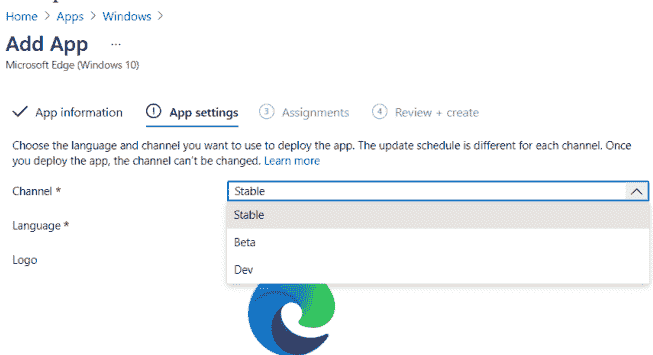 Home > Apps > Windows >
Add App ...
Microsoft Edge (Windows 10)
App information 1 App settings 3 Assignments 4 Review + create
Choose the language and channel you want to use to deploy the app. The update schedule is different for each channel. Once
you deploy the app, the channel can't be changed. Learn more
Channel * Stable
Stable
Language *
Beta
Logo
Dev